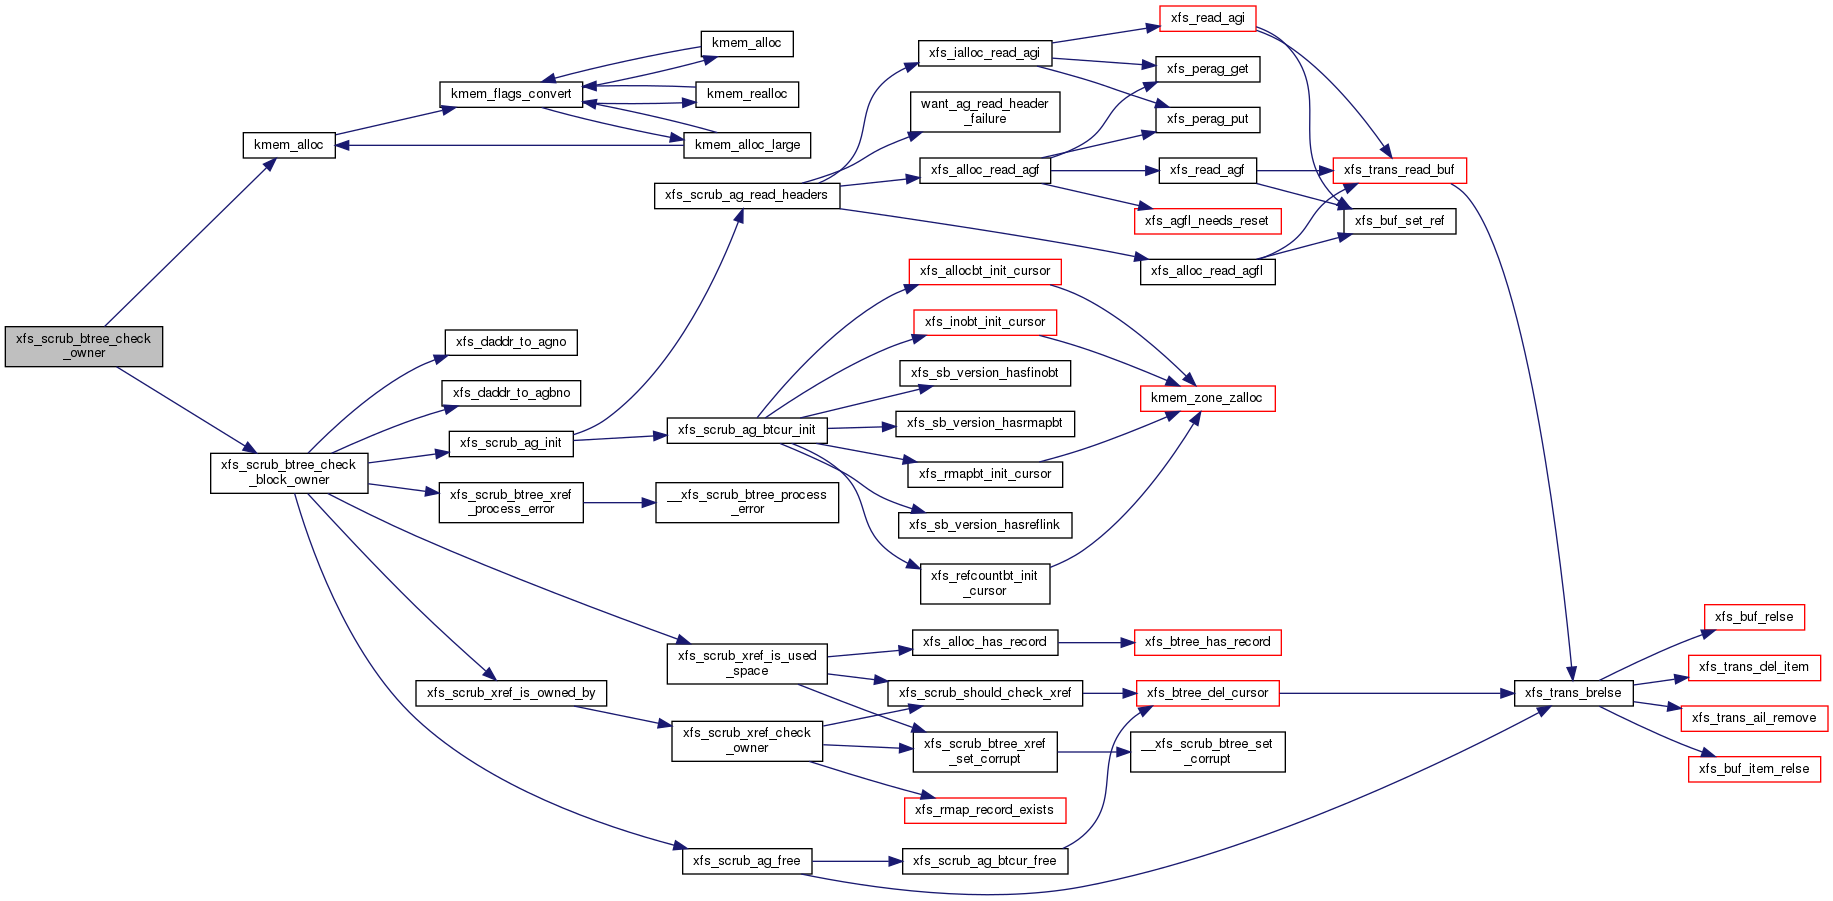 xfs_read_agi
kmem_alloc
xfs_ialloc_read_agi
xfs_perag_get
kmem_flags_convert
kmem_realloc
want_ag_read_header
_failure
xfs_perag_put
kmem_alloc
kmem_alloc_large
xfs_alloc_read_agf
xfs_read_agf
xfs_trans_read_buf
xfs_scrub_ag_read_headers
xfs_agfl_needs_reset
xfs_buf_set_ref
xfs_allocbt_init_cursor
xfs_alloc_read_agfl
xfs_inobt_init_cursor
xfs_scrub_btree_check
_owner
xfs_daddr_to_agno
xfs_sb_version_hasfinobt
xfs_daddr_to_agbno
kmem_zone_zalloc
xfs_scrub_ag_init
xfs_scrub_ag_btcur_init
xfs_sb_version_hasrmapbt
xfs_scrub_btree_check
_block_owner
xfs_rmapbt_init_cursor
xfs_scrub_btree_xref
_process_error
__xfs_scrub_btree_process
_error
xfs_sb_version_hasreflink
xfs_refcountbt_init
_cursor
xfs_buf_relse
xfs_alloc_has_record
xfs_btree_has_record
xfs_scrub_xref_is_used
_space
xfs_trans_del_item
xfs_scrub_xref_is_owned_by
xfs_scrub_should_check_xref
xfs_btree_del_cursor
xfs_trans_brelse
xfs_trans_ail_remove
xfs_scrub_xref_check
_owner
xfs_scrub_btree_xref
_set_corrupt
__xfs_scrub_btree_set
_corrupt
xfs_buf_item_relse
xfs_rmap_record_exists
xfs_scrub_ag_free
xfs_scrub_ag_btcur_free